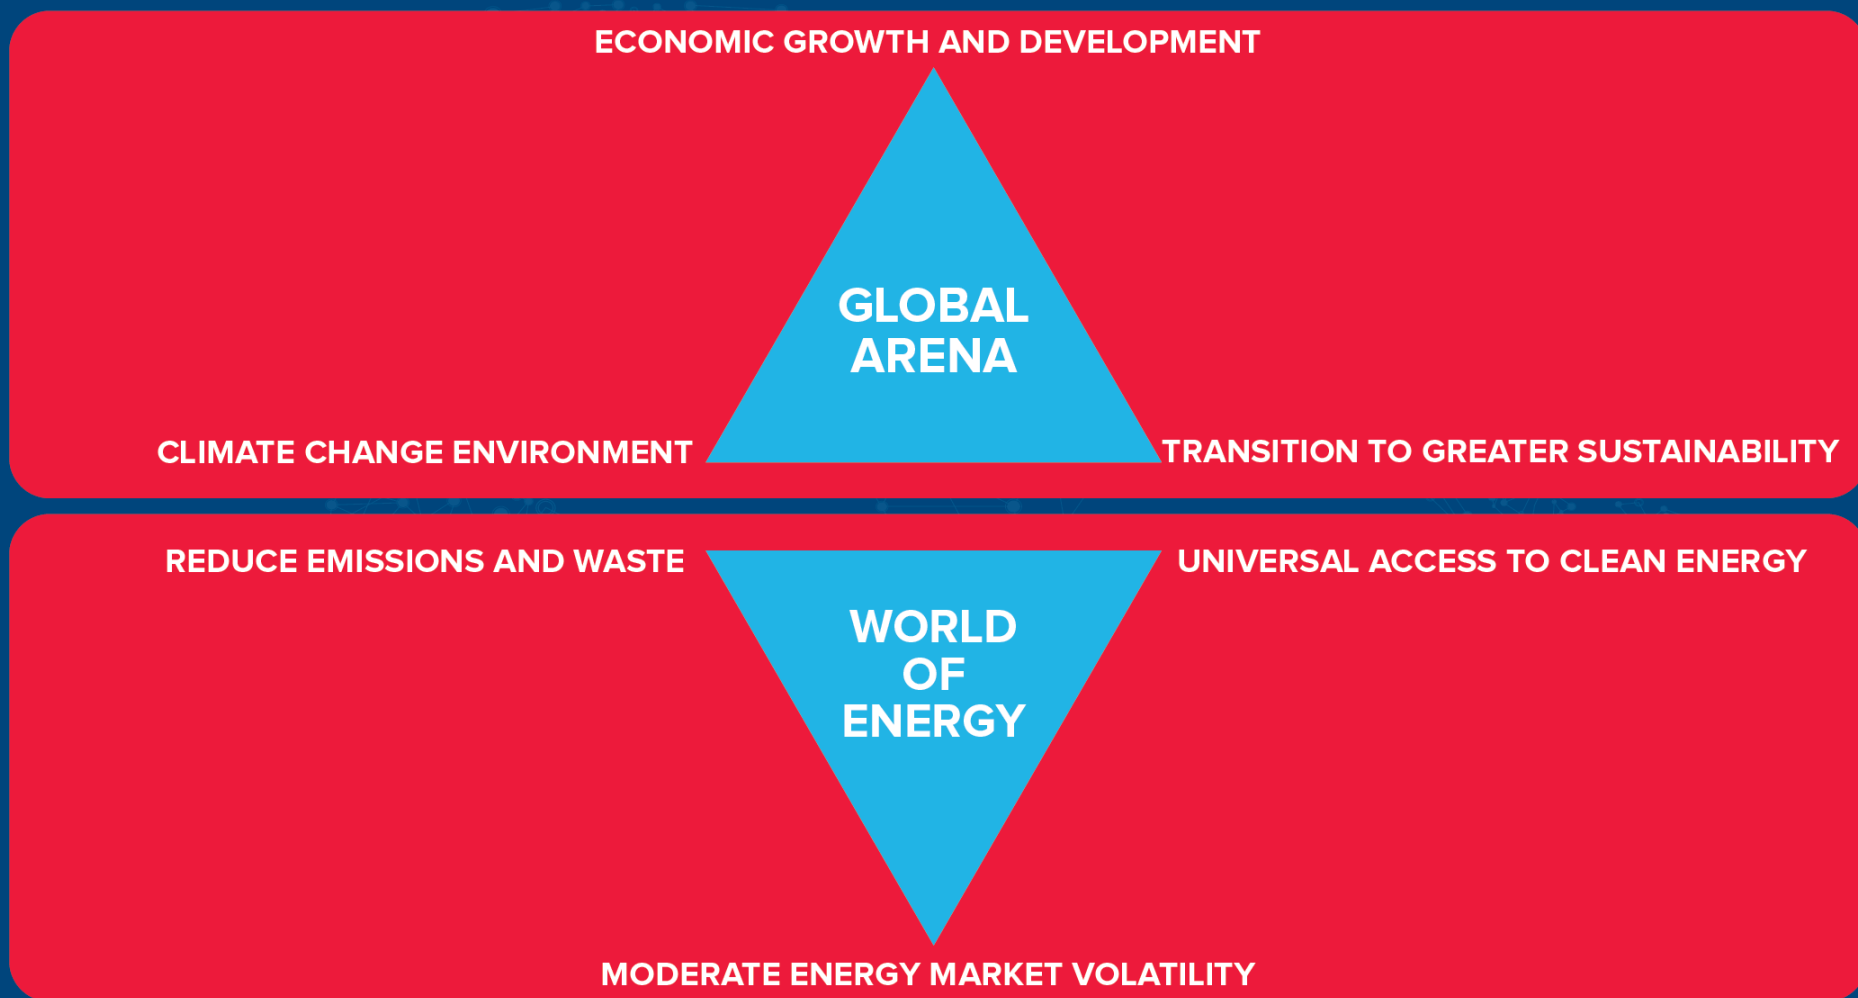 ECONOMIC GROWTH AND DEVELOPMENT
GLOBAL
ARENA
CLIMATE CHANGE ENVIRONMENT
TRANSITION TO GREATER SUSTAINABILITY
REDUCE EMISSIONS AND WASTE
UNIVERSAL ACCESS TO CLEAN ENERGY
WORLD
OF
ENERGY
MODERATE ENERGY MARKET VOLATILITY